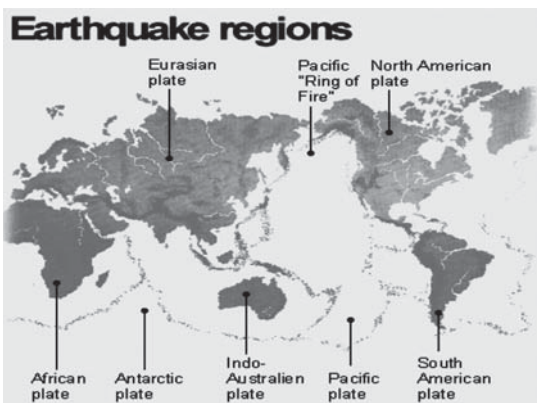 Earthquake regions
Eurasian
plate
Pacific
"Ring of
Fire"
North American
plate
African
plate
Antarctic
plate
Indo-
Australien
plate
Pacific
plate
South
American
plate